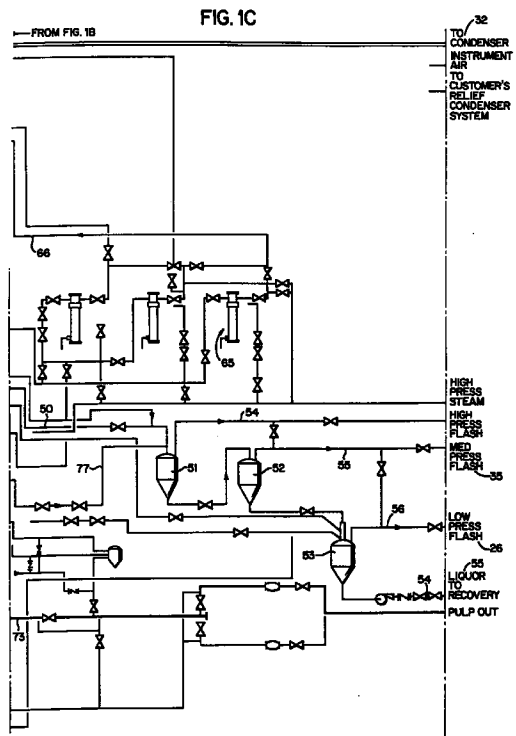 FIG. 1C
FROM FIG. 1B
32
TO
CONDENSER
INSTRUMENT
AIR
TO
CUSTOMER'S
RELIEF
CONDENSER
SYSTEM
66
65
HIGH
PRESS
STEAM
50
54
HIGH
PRESS
FLASH
77
51
52
55
MED
PRESS
FLASH
35
56
LOW
PRESS
FLASH
26
53
55
LIQUOR
54
TO
RECOVERY
PULP OUT
73